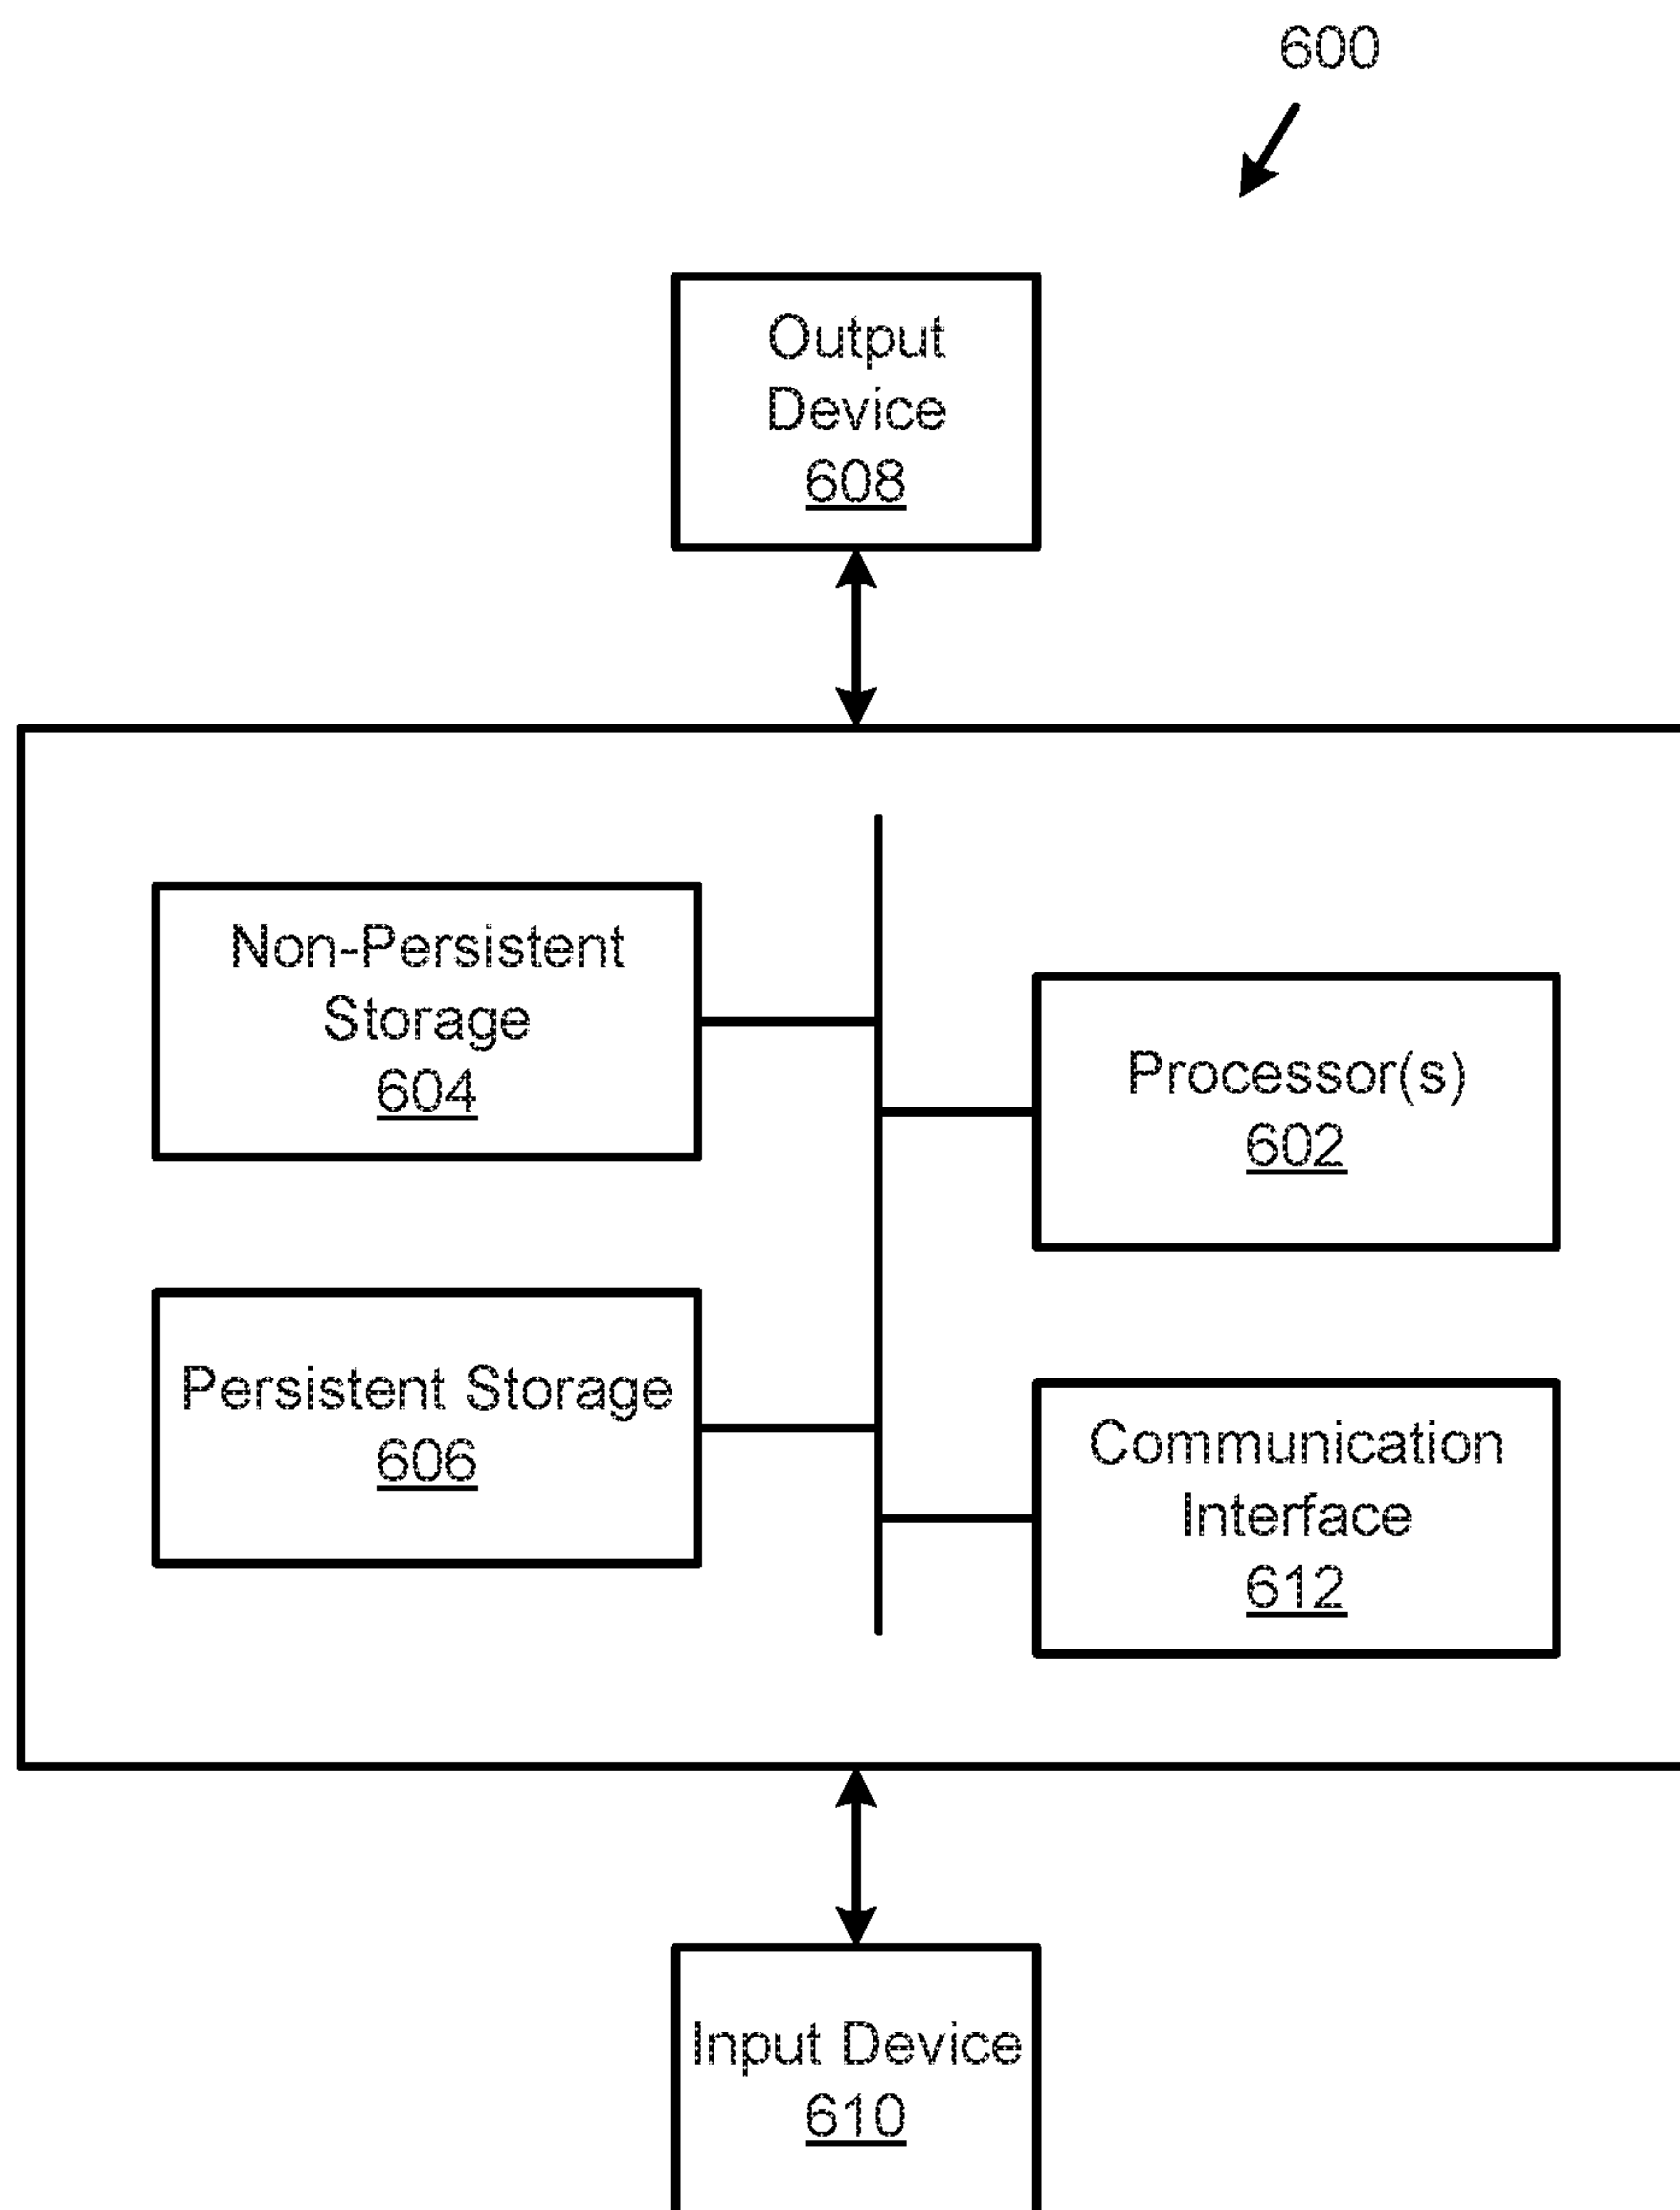 600
Output
Device
608
Non-Persistent
Storage
604
Processor(s)
602
Persistent Storage
606
Communication
Interface
612
Input Device
610